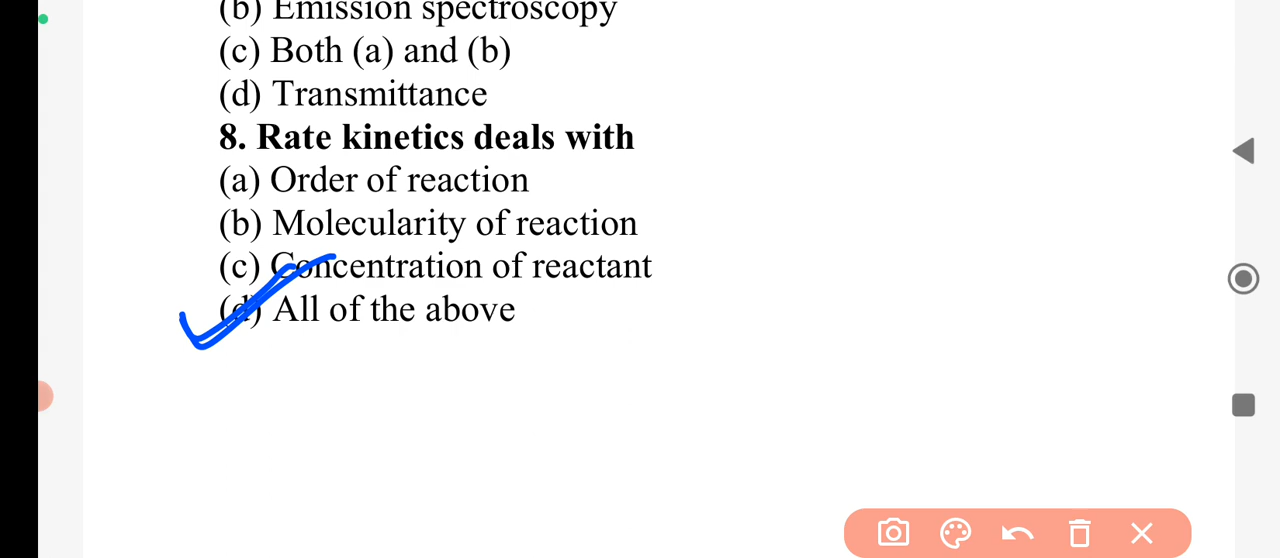 (b) Emission spectroscopy
(c) Both (a) and (b)
(d) Transmittance
8. Rate kinetics deals with
(a) Order of reaction
(b) Molecularity of reaction
(c) Concentration of reactant
(d) All of the above